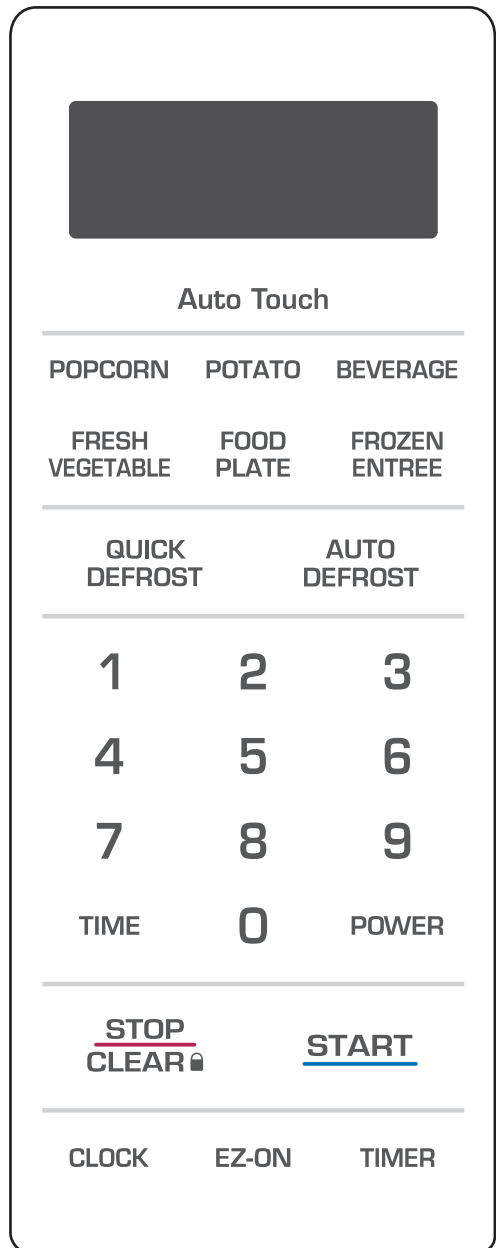 Auto Touch
POPCORN POTATO BEVERAGE
FRESH VEGETABLE FOOD PLATE FROZEN ENTREE
QUICK DEFROST AUTO DEFROST
1 2 3
4 5 6
7 8 9
TIME 0 POWER
STOP CLEAR START
CLOCK EZ-ON TIMER